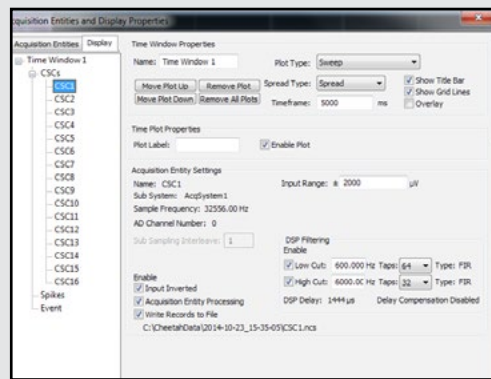 cquisition Entities and Display Properties
Acquisition Entities Display
Time Window 1
CSCs
CSC1
CSC2
CSC3
CSC4
CSC5
CSC6
CSC7
CSC8
CSC9
CSC10
CSC11
CSC12
CSC13
CSC14
CSC15
CSC16
Spikes
Event
Time Window Properties
Name: Time Window 1
Plot Type: Sweep
Move Plot Up Remove Plot
Spread Type: Spread
Show Title Bar
Show Grid Lines
Move Plot Down Remove All Plots
Timeframe: 5000 ms
Overlay
Time Plot Properties
Plot Label:
Enable Plot
Acquisition Entity Settings
Name: CSC1
Input Range: ± 2000 µV
Sub System: AcqSystem1
Sample Frequency: 32556.00 Hz
AD Channel Number: 0
Sub Sampling Interleave: 1
DSP Filtering
Enable
Low Cut: 600.000 Hz Taps: 64 Type: FIR
High Cut: 6000.0C Hz Taps: 32 Type: FIR
DSP Delay: 1444 µs Delay Compensation Disabled
Enable
Input Inverted
Acquisition Entity Processing
Write Records to File
C:\CheetahData\2014-10-23_15-35-05\CSC1.ncs